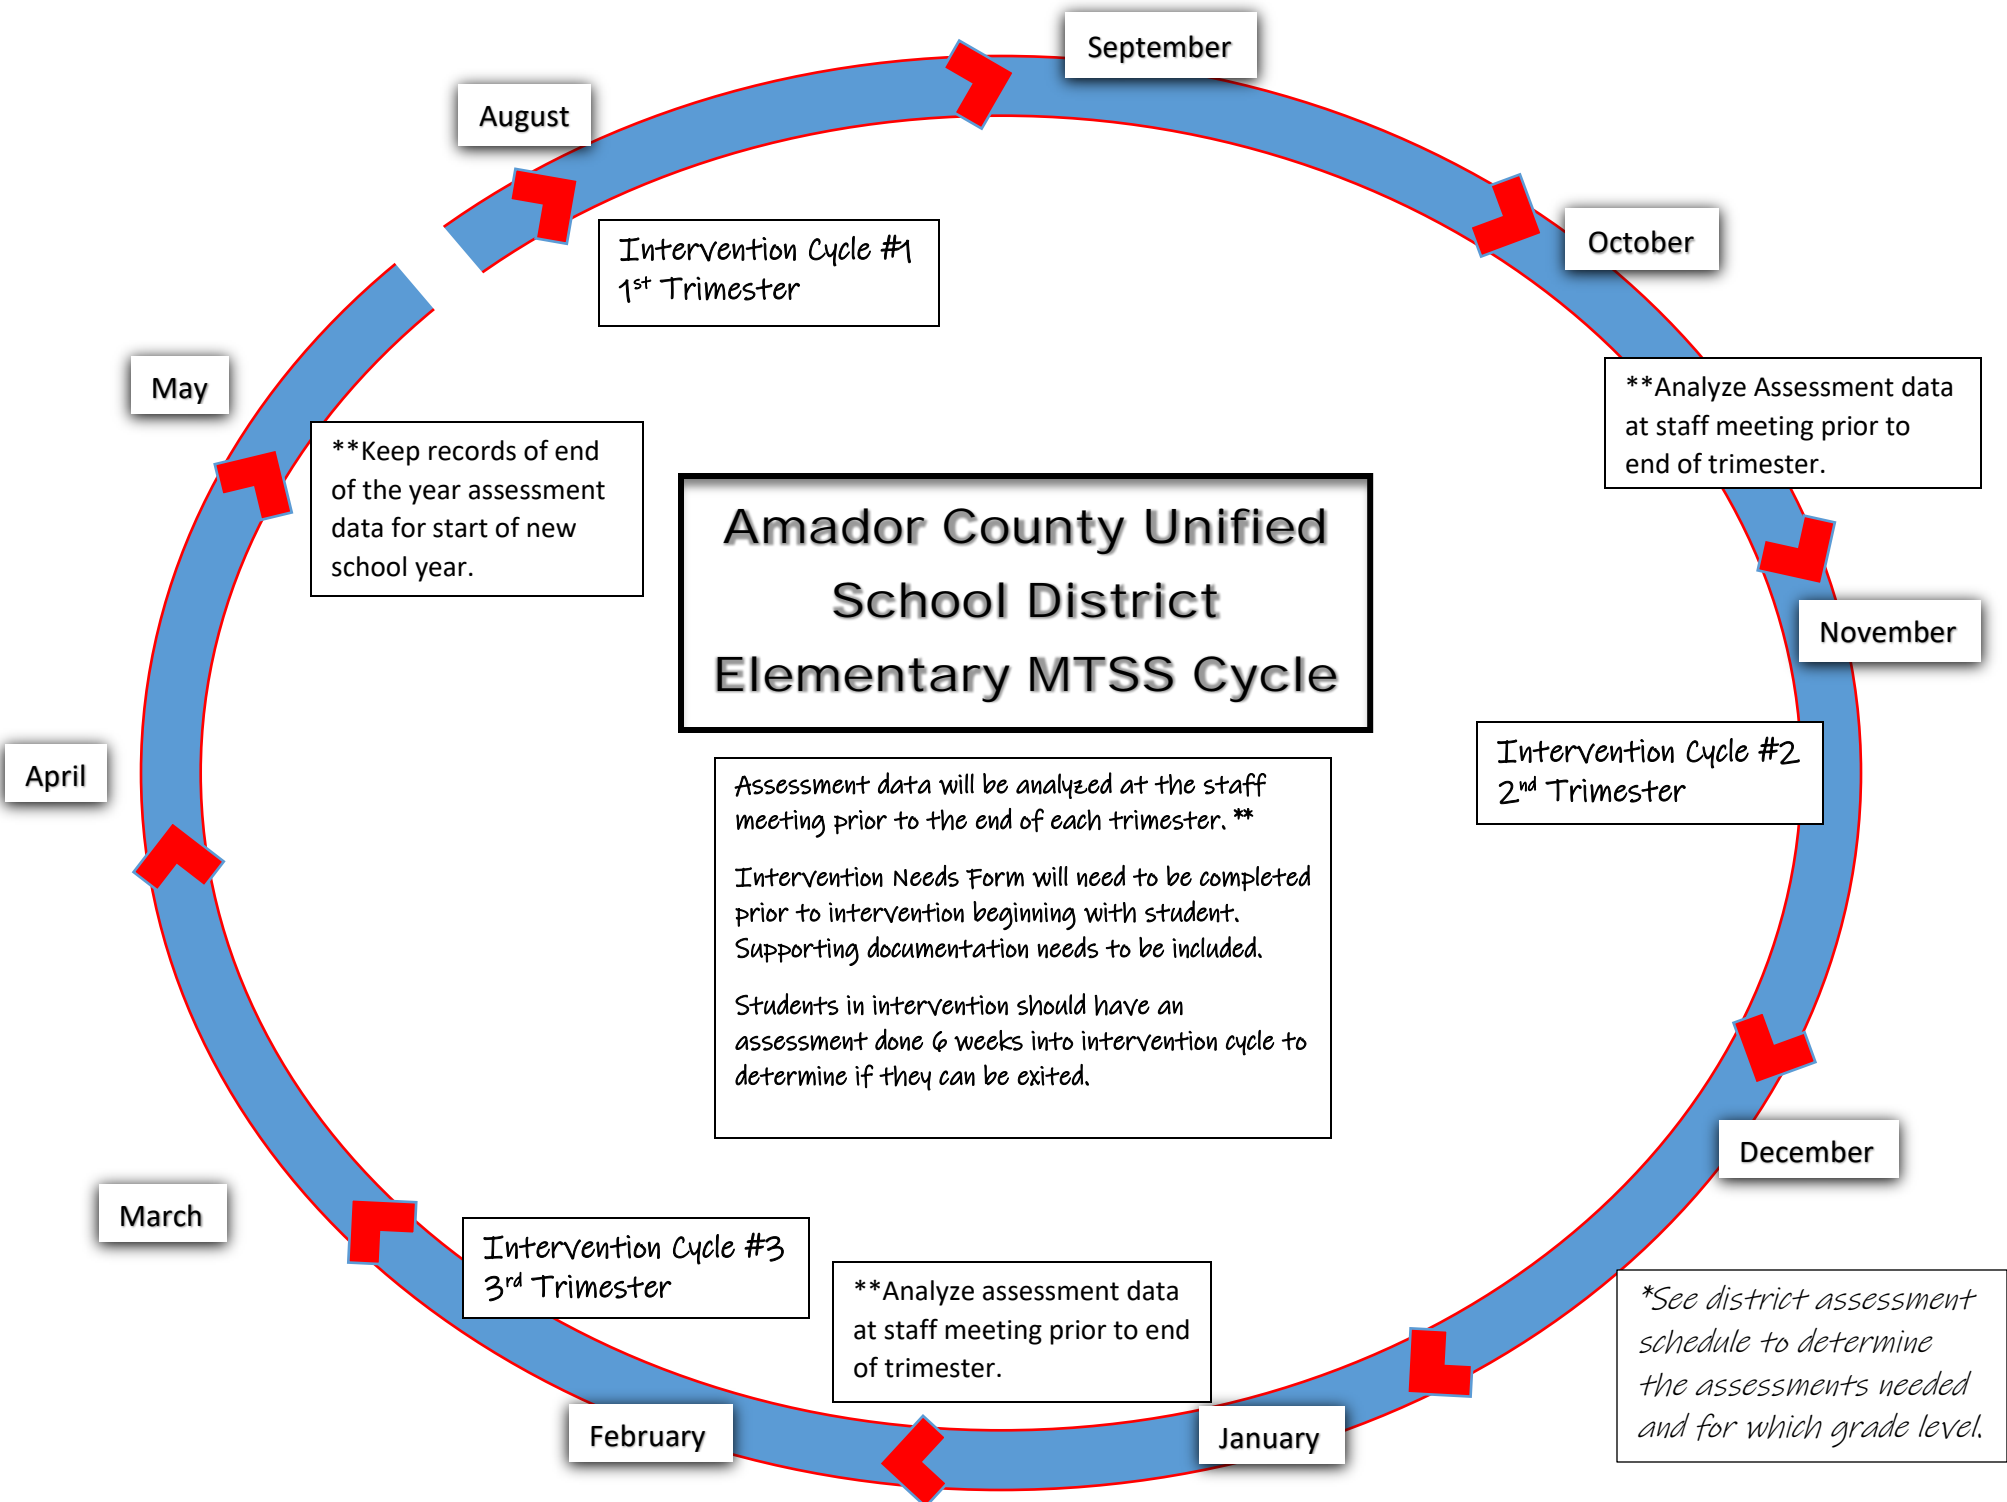 September
August
October
Intervention Cycle #1
1st Trimester
**Analyze Assessment data
at staff meeting prior to
end of trimester.
May
**Keep records of end
of the year assessment
data for start of new
school year.
Amador County Unified
School District
Elementary MTSS Cycle
November
Intervention Cycle #2
2nd Trimester
April
Assessment data will be analyzed at the staff
meeting prior to the end of each trimester. **
Intervention Needs Form will need to be completed
prior to intervention beginning with student.
Supporting documentation needs to be included.
Students in intervention should have an
assessment done 6 weeks into intervention cycle to
determine if they can be exited.
December
March
Intervention Cycle #3
3rd Trimester
**Analyze assessment data
at staff meeting prior to end
of trimester.
*See district assessment
schedule to determine
the assessments needed
and for which grade level.
February
January